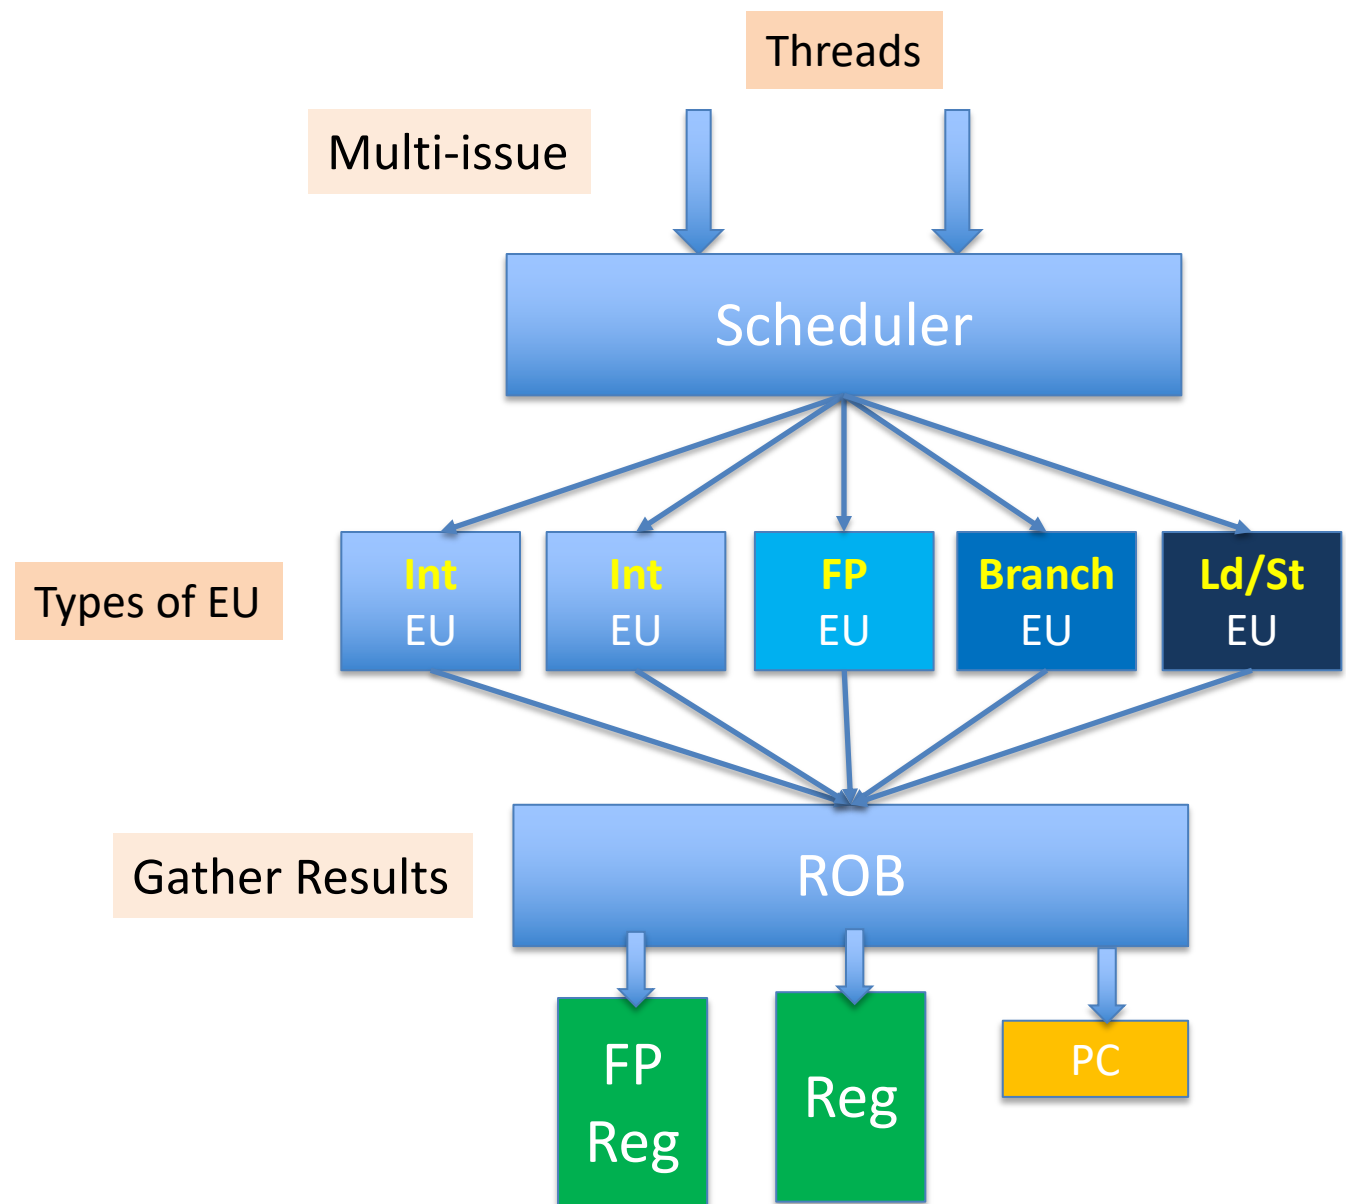 Threads
Multi-issue
Scheduler
Types of EU
Int
EU
Int
EU
FP
EU
Branch
EU
Ld/St
EU
Gather Results
ROB
FP
Reg
Reg
PC